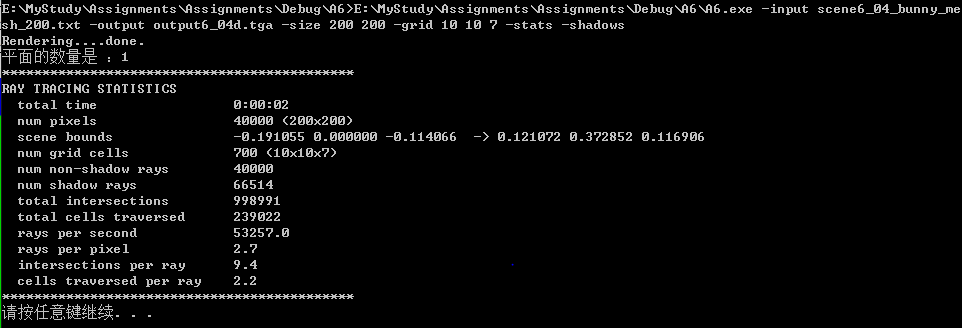 E:\MyStudy\Assignments\Assignments\Debug\A6>E:\MyStudy\Assignments\Assignments\Debug\A6\A6.exe -input scene6_04_bunny_me
sh_200.txt -output output6_04d.tga -size 200 200 -grid 10 10 7 -stats -shadows
Rendering....done.
平面的数量是 ：1
********************************************
RAY TRACING STATISTICS
total time 0:00:02
num pixels 40000 (200x200)
scene bounds -0.191055 0.000000 -0.114066 -> 0.121072 0.372852 0.116906
num grid cells 700 (10x10x7)
num non-shadow rays 40000
num shadow rays 66514
total intersections 998991
total cells traversed 239022
rays per second 53257.0
rays per pixel 2.7
intersections per ray 9.4
cells traversed per ray 2.2
********************************************
请按任意键继续. . .